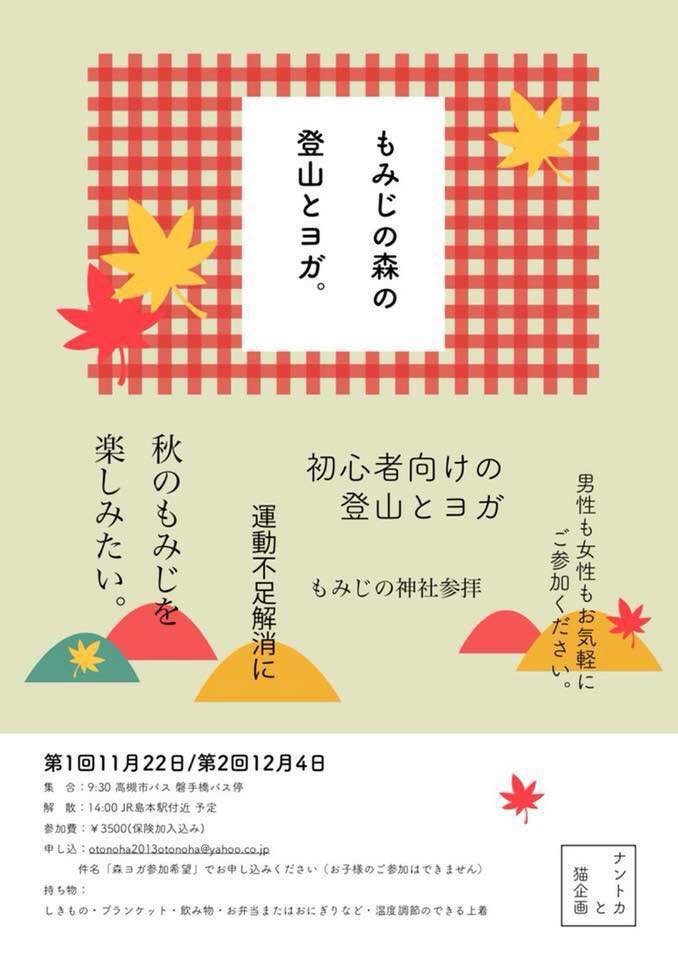 もみじの森の
登山とヨガ。
秋のもみじを
楽しみたい。
運動不足解消に
初心者向けの
登山とヨガ
もみじの神社参拝
男性も女性もお気軽に
ご参加ください。
第1回11月22日/第2回12月4日
集　合：9:30 高槻市バス 磐手橋バス停
解　散：14:00 JR島本駅付近 予定
参加費：￥3500(保険加入込み)
申し込：otonoha2013otonoha@yahoo.co.jp
件名「森ヨガ参加希望」でお申し込みください（お子様のご参加はできません）
持ち物：
しきもの・ブランケット・飲み物・お弁当またはおにぎりなど・温度調節のできる上着
ナントカ
と
猫企画